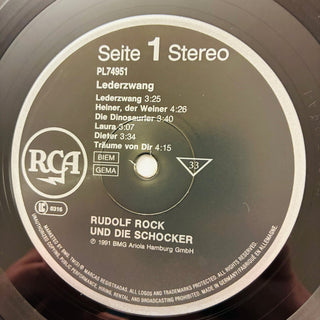 Seite 1 Stereo
PL74951
Lederzwang
Lederzwang 3:25
Heiner, der Weiner 4:26
Die Dinosaurier 3:40
Laura 3:07
Dieter 3:34
Träume von Dir 4:15
RCA
BIEM
GEMA
33
LC 0316
RUDOLF ROCK
UND DIE SCHOCKER
℗ 1991 BMG Ariola Hamburg GmbH